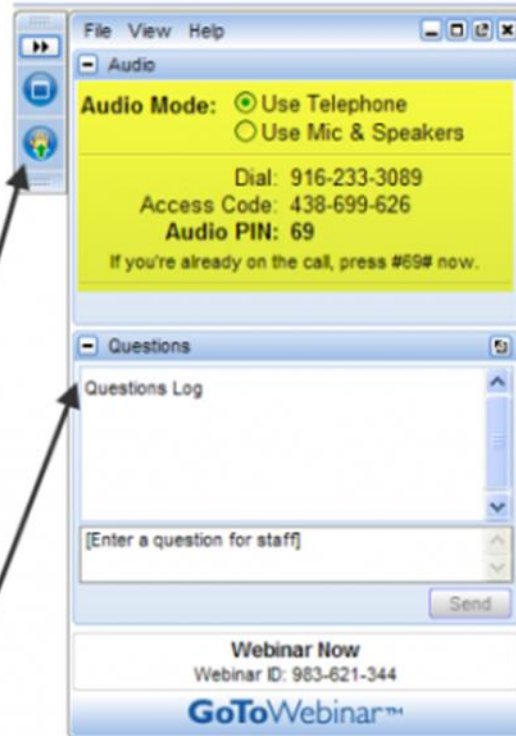 File View Help
Audio
Audio Mode: Use Telephone
Use Mic & Speakers
Dial: 916-233-3089
Access Code: 438-699-626
Audio PIN: 69
If you're already on the call, press #69# now.
Questions
Questions Log
[Enter a question for staff]
Send
Webinar Now
Webinar ID: 983-621-344
GoToWebinar™